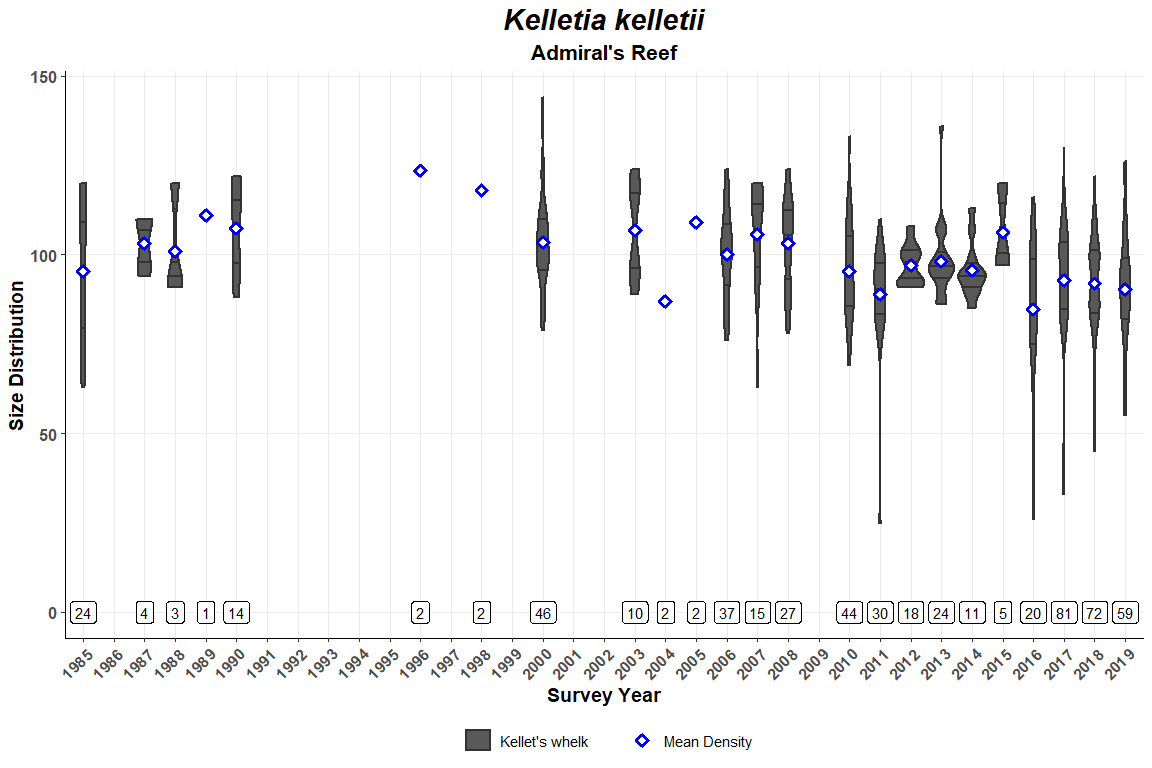 Kelletia kelletii
Admiral's Reef
Size Distribution
150
100
50
0
24 4 3 1 14 2 2 46 10 2 2 37 15 27 44 30 18 24 11 5 20 81 72 59
1985 1986 1987 1988 1989 1990 1991 1992 1993 1994 1995 1996 1997 1998 1999 2000 2001 2002 2003 2004 2005 2006 2007 2008 2009 2010 2011 2012 2013 2014 2015 2016 2017 2018 2019
Survey Year
Kellet's whelk Mean Density